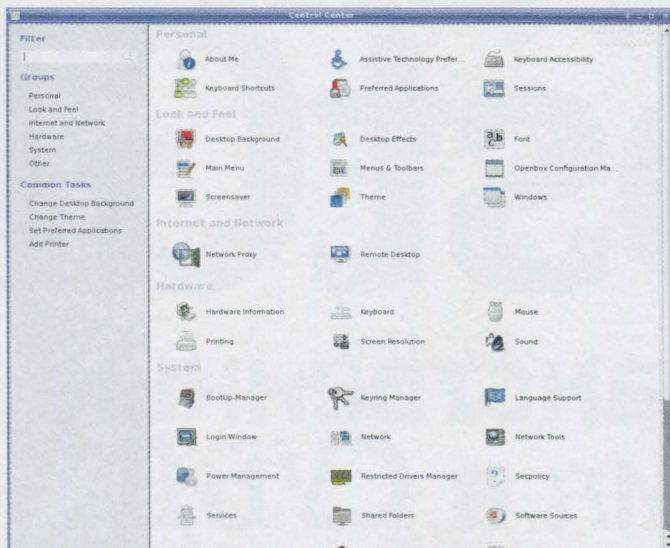 Control Center
Filter
Groups
Personal
Look and Feel
Internet and Network
Hardware
System
Other
Common Tasks
Change Desktop Background
Change Theme
Set Preferred Applications
Add Printer
Personal
About Me
Assistive Technology Prefer...
Keyboard Accessibility
Keyboard Shortcuts
Preferred Applications
Sessions
Look and Feel
Desktop Background
Desktop Effects
Font
Main Menu
Menus & Toolbars
Openbox Configuration Ma...
Screensaver
Theme
Windows
Internet and Network
Network Proxy
Remote Desktop
Hardware
Hardware Information
Keyboard
Mouse
Printing
Screen Resolution
Sound
System
BootUp-Manager
Keyring Manager
Language Support
Login Window
Network
Network Tools
Power Management
Restricted Drivers Manager
Secpolicy
Services
Shared Folders
Software Sources